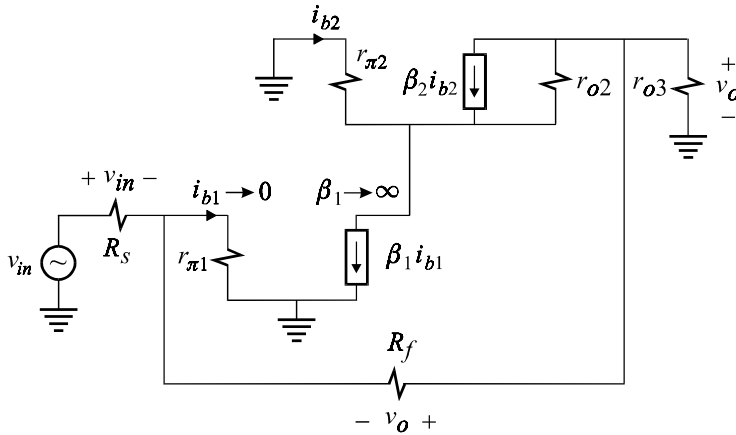 i_b2
r_π2
β_2 i_b2
r_o2
r_o3
+
v_o
−
+ v_in −
i_b1→0
β_1→∞
v_in
~
R_s
r_π1
β_1 i_b1
R_f
− v_o +